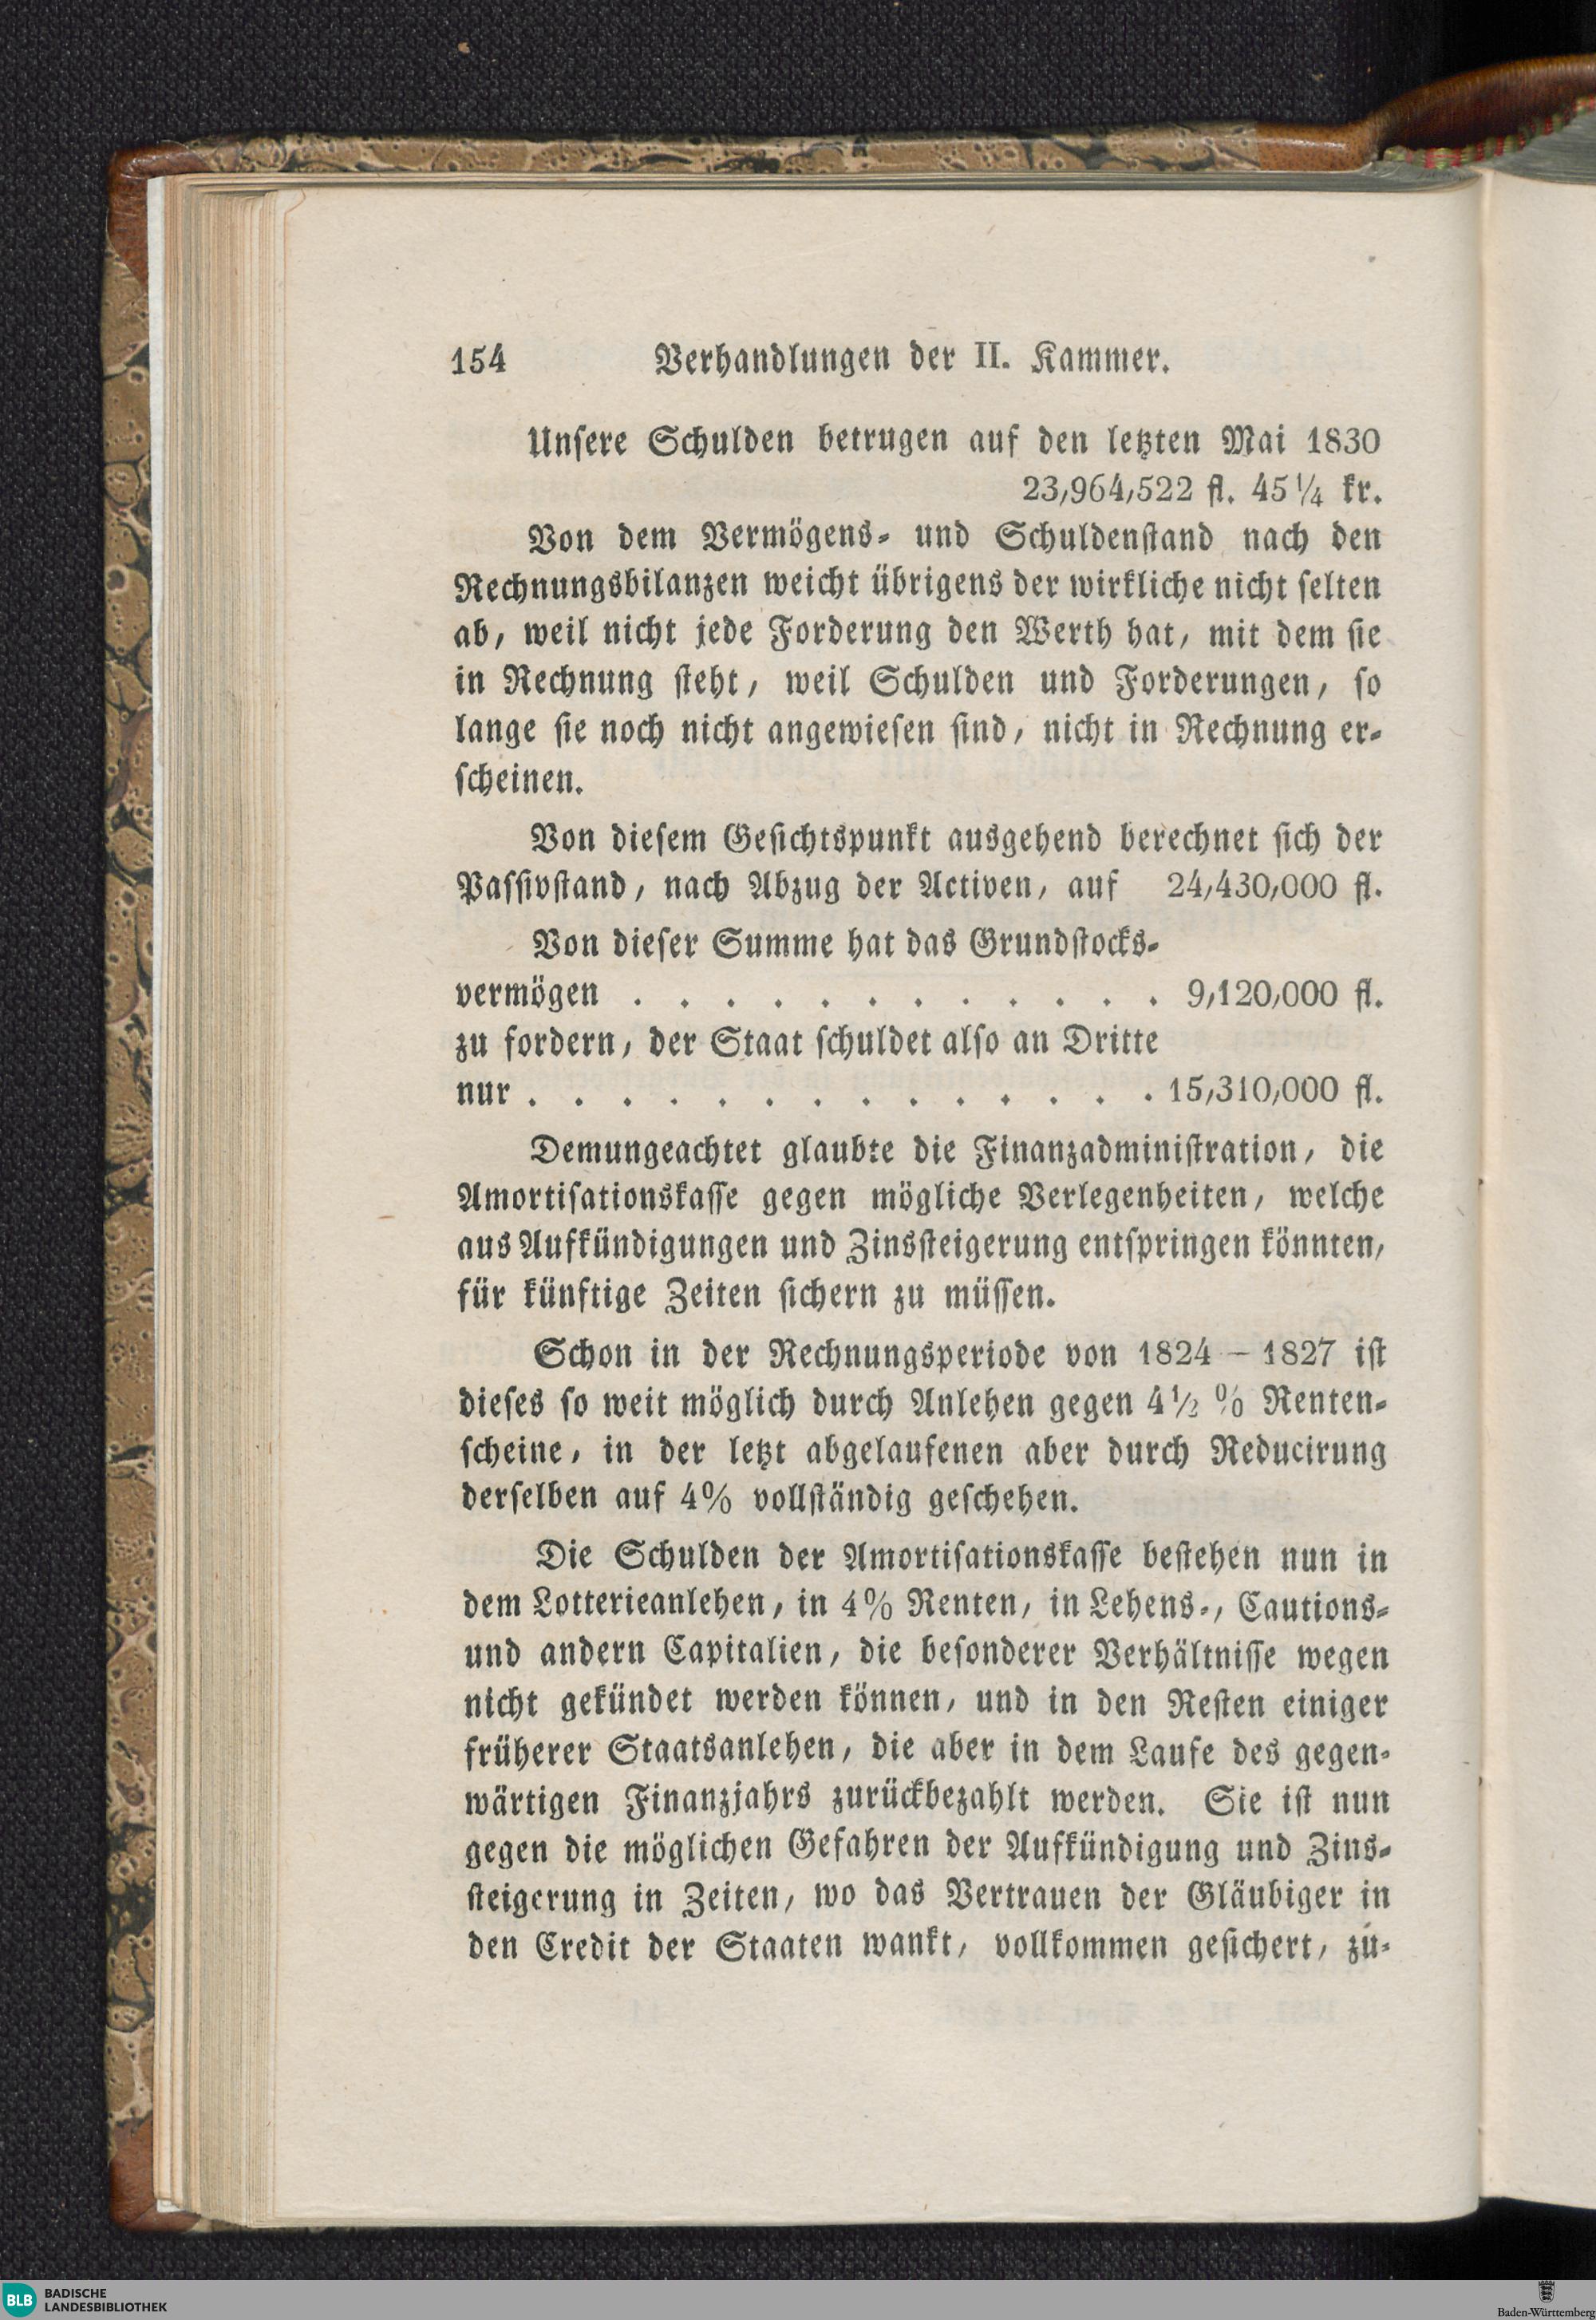 154 Verhandlungen der II. Kammer.
Unsere Schulden betrugen auf den letzten Mai 1830
23,964,522 fl. 45¼ kr.
Von dem Vermögens- und Schuldenstand nach den
Rechnungsbilanzen weicht übrigens der wirkliche nicht selten
ab, weil nicht jede Forderung den Werth hat, mit dem sie
in Rechnung steht, weil Schulden und Forderungen, so
lange sie noch nicht angewiesen sind, nicht in Rechnung er-
scheinen.
Von diesem Gesichtspunkt ausgehend berechnet sich der
Passivstand, nach Abzug der Activen, auf 24,430,000 fl.
Von dieser Summe hat das Grundstocks-
vermögen . . . . . . . . . . . . 9,120,000 fl.
zu fordern, der Staat schuldet also an Dritte
nur . . . . . . . . . . . . . . 15,310,000 fl.
Demungeachtet glaubte die Finanzadministration, die
Amortisationskasse gegen mögliche Verlegenheiten, welche
aus Aufkündigungen und Zinssteigerung entspringen könnten,
für künftige Zeiten sichern zu müssen.
Schon in der Rechnungsperiode von 1824 – 1827 ist
dieses so weit möglich durch Anlehen gegen 4½ % Renten-
scheine, in der letzt abgelaufenen aber durch Reducirung
derselben auf 4% vollständig geschehen.
Die Schulden der Amortisationskasse bestehen nun in
dem Lotterieanlehen, in 4% Renten, in Lehens-, Cautions-
und andern Capitalien, die besonderer Verhältnisse wegen
nicht gekündet werden können, und in den Resten einiger
früherer Staatsanlehen, die aber in dem Laufe des gegen-
wärtigen Finanzjahrs zurückbezahlt werden. Sie ist nun
gegen die möglichen Gefahren der Aufkündigung und Zins-
steigerung in Zeiten, wo das Vertrauen der Gläubiger in
den Credit der Staaten wankt, vollkommen gesichert, zu-
BLB BADISCHE
LANDESBIBLIOTHEK
Baden-Württemberg